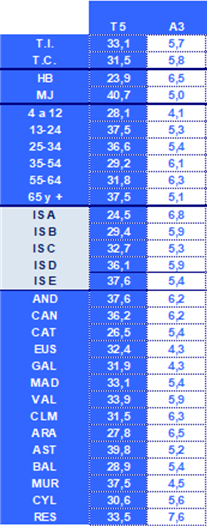 T5 A3
T.I. 33,1 5,7
T.C. 31,5 5,8
HB 23,9 6,5
MJ 40,7 5,0
4 a 12 28,1 4,1
13-24 37,5 5,3
25-34 36,6 5,4
35-54 29,2 6,1
55-64 31,8 6,3
65 y + 37,5 5,1
ISA 24,5 6,8
ISB 29,4 5,9
ISC 32,7 5,3
ISD 36,1 5,9
ISE 37,6 5,4
AND 37,6 6,2
CAN 36,2 6,2
CAT 26,5 5,4
EUS 32,4 4,3
GAL 31,9 4,3
MAD 33,1 5,4
VAL 33,9 5,9
CLM 31,5 6,3
ARA 27,8 6,5
AST 39,8 5,2
BAL 28,9 5,4
MUR 37,5 4,5
CYL 30,6 5,6
RES 33,5 7,6